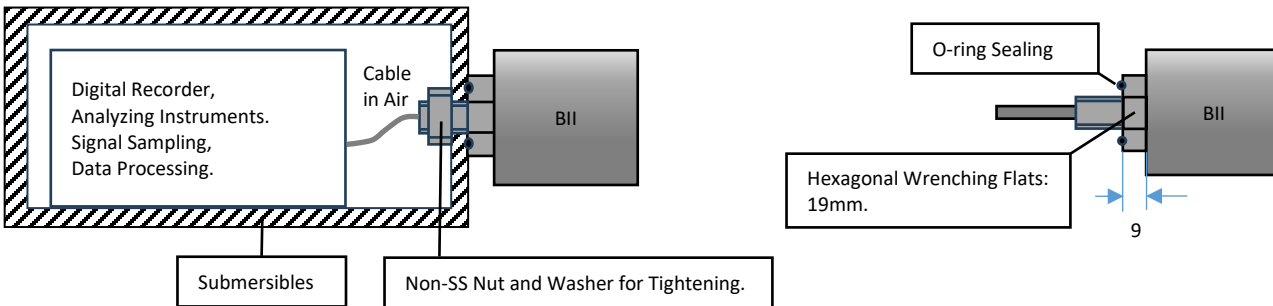 Digital Recorder,
Analyzing Instruments.
Signal Sampling,
Data Processing.
Cable
in Air
BII
Submersibles
Non-SS Nut and Washer for Tightening.
O-ring Sealing
BII
Hexagonal Wrenching Flats:
19mm.
9